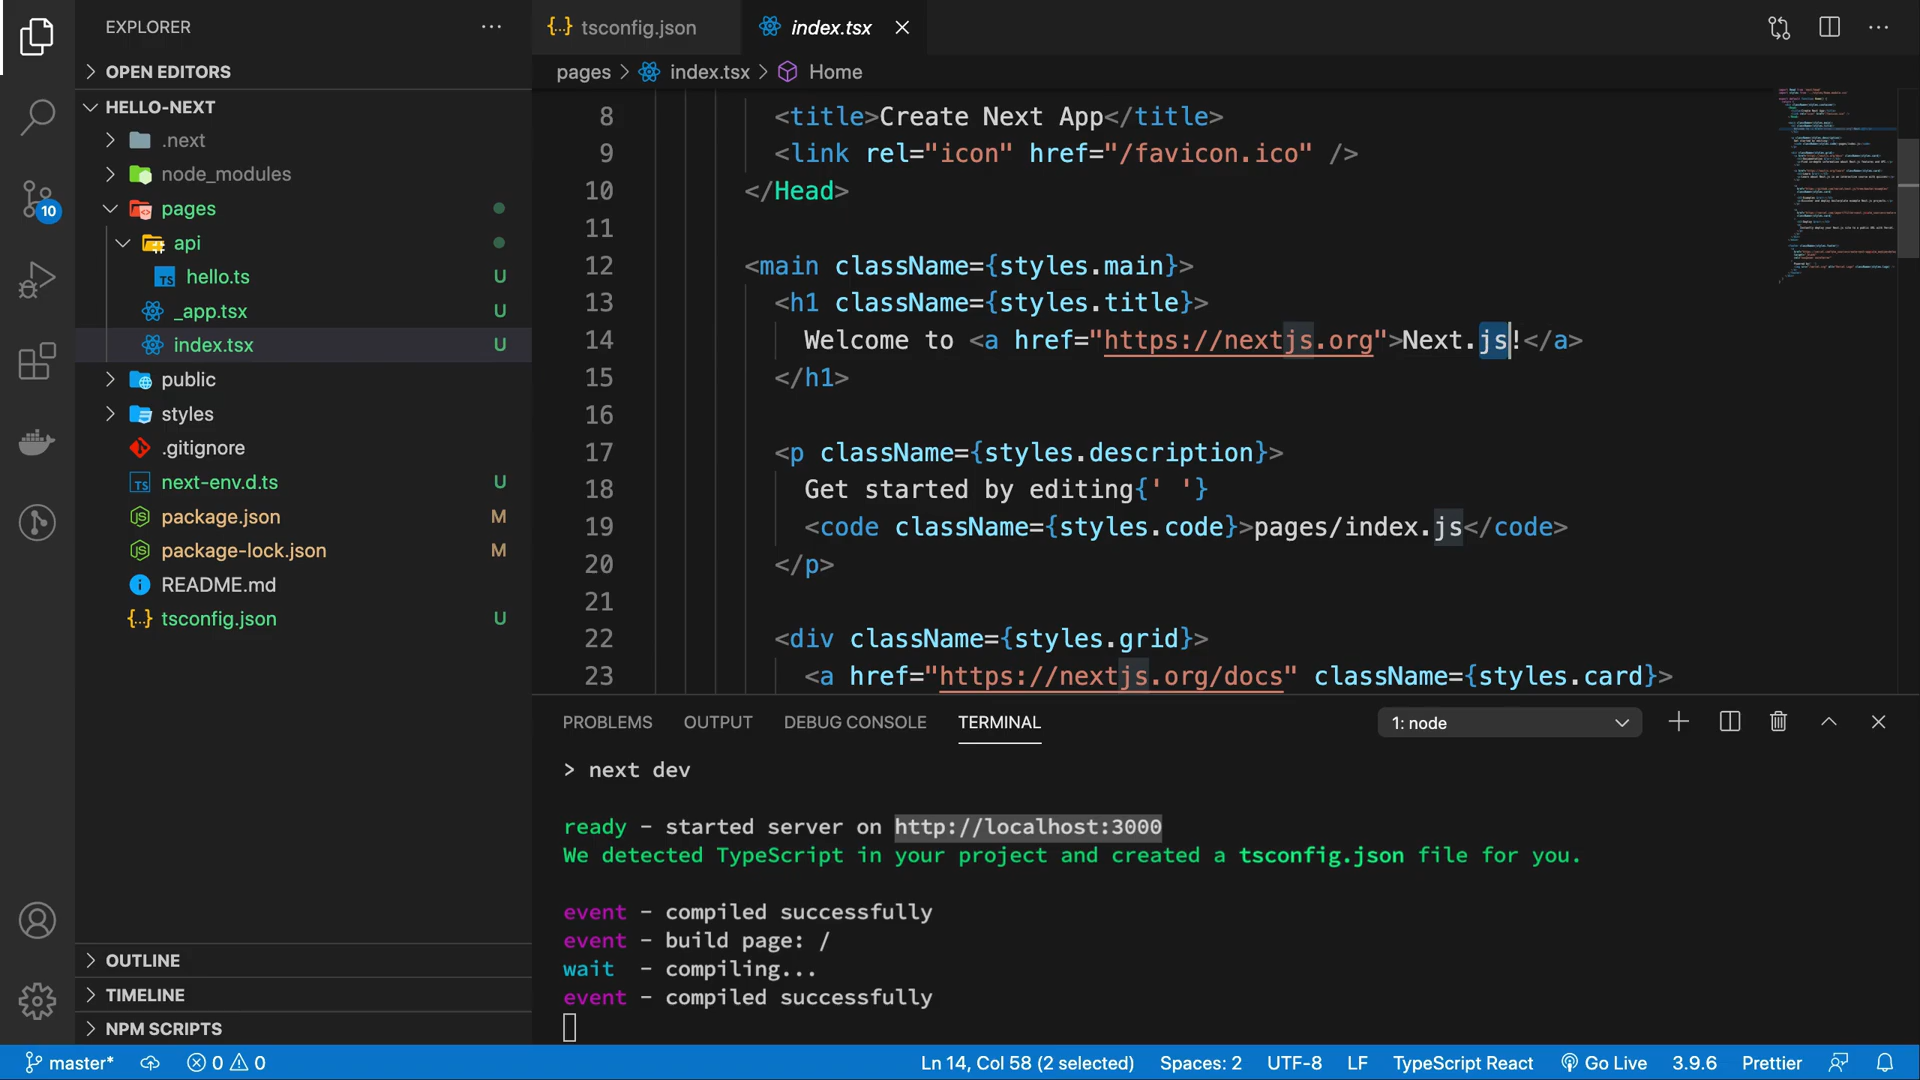 EXPLORER
OPEN EDITORS
HELLO-NEXT
.next
node_modules
pages
api
hello.ts U
_app.tsx U
index.tsx U
public
styles
.gitignore
next-env.d.ts U
package.json M
package-lock.json M
README.md
tsconfig.json U
OUTLINE
TIMELINE
NPM SCRIPTS
10
tsconfig.json
index.tsx
pages > index.tsx > Home
8 <title>Create Next App</title>
9 <link rel="icon" href="/favicon.ico" />
10 </Head>
11
12 <main className={styles.main}>
13 <h1 className={styles.title}>
14 Welcome to <a href="https://nextjs.org">Next.js!</a>
15 </h1>
16
17 <p className={styles.description}>
18 Get started by editing{' '}
19 <code className={styles.code}>pages/index.js</code>
20 </p>
21
22 <div className={styles.grid}>
23 <a href="https://nextjs.org/docs" className={styles.card}>
PROBLEMS OUTPUT DEBUG CONSOLE TERMINAL 1: node
> next dev
ready - started server on http://localhost:3000
We detected TypeScript in your project and created a tsconfig.json file for you.
event - compiled successfully
event - build page: /
wait - compiling...
event - compiled successfully
master* 0 0 Ln 14, Col 58 (2 selected) Spaces: 2 UTF-8 LF TypeScript React Go Live 3.9.6 Prettier